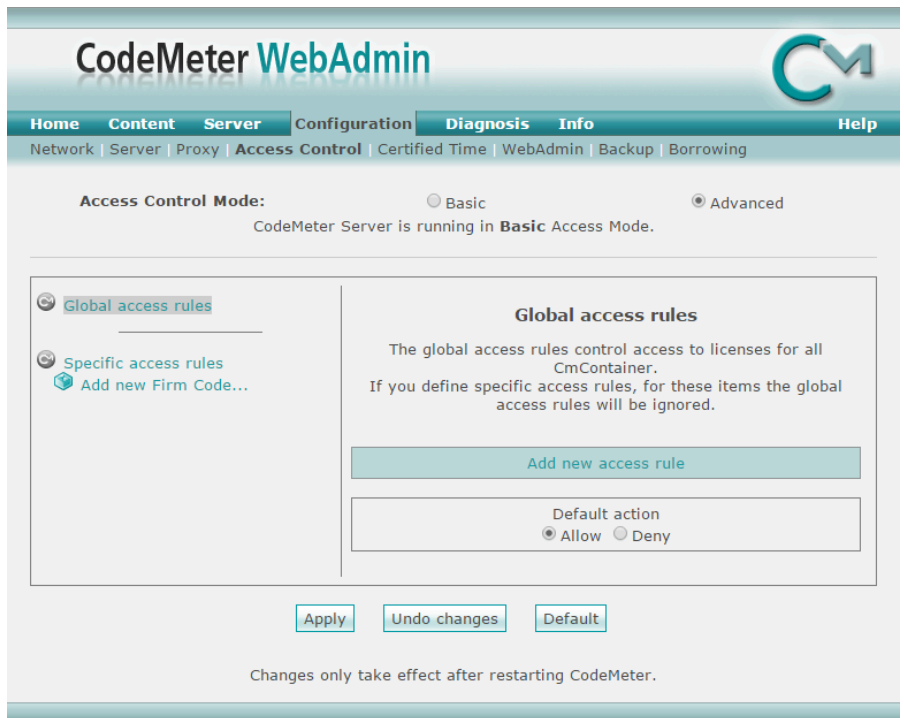 CodeMeter WebAdmin
CM
Home Content Server Configuration Diagnosis Info Help
Network | Server | Proxy | Access Control | Certified Time | WebAdmin | Backup | Borrowing
Access Control Mode: Basic Advanced
CodeMeter Server is running in Basic Access Mode.
Global access rules
Specific access rules
Add new Firm Code...
Global access rules
The global access rules control access to licenses for all
CmContainer.
If you define specific access rules, for these items the global
access rules will be ignored.
Add new access rule
Default action
Allow Deny
Apply Undo changes Default
Changes only take effect after restarting CodeMeter.